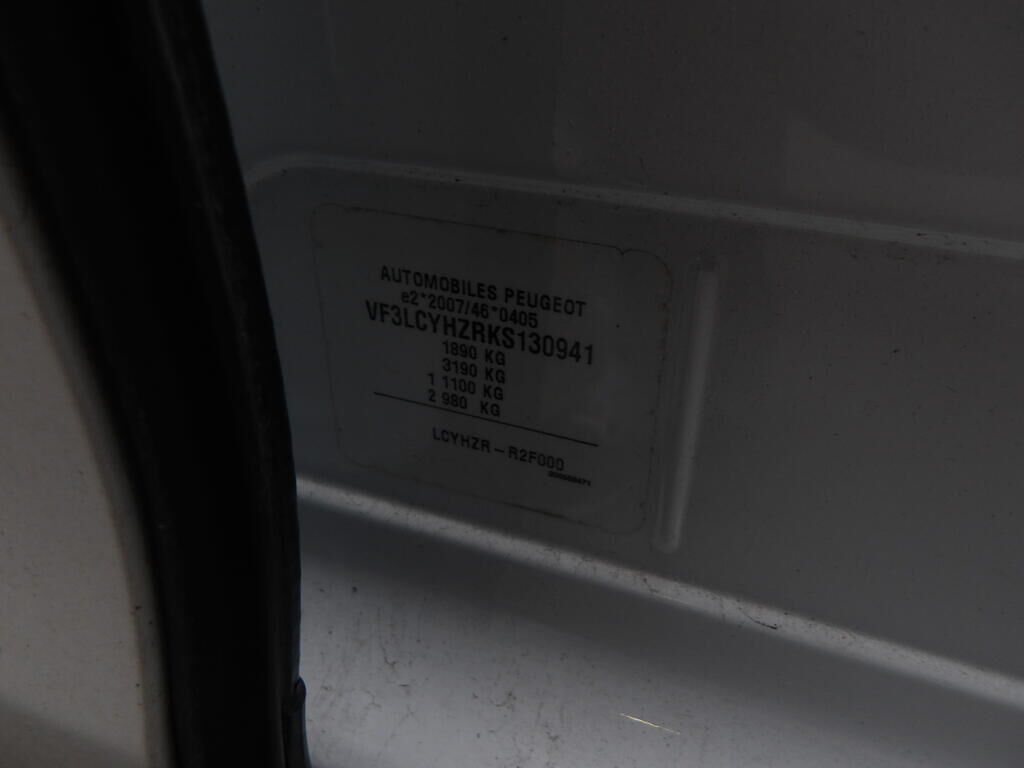 AUTOMOBILES PEUGEOT
e2*2007/46*0405
VF3LCYHZRKS130941
1890 KG
3190 KG
1 1100 KG
2 980 KG
LCYHZR - R2F000